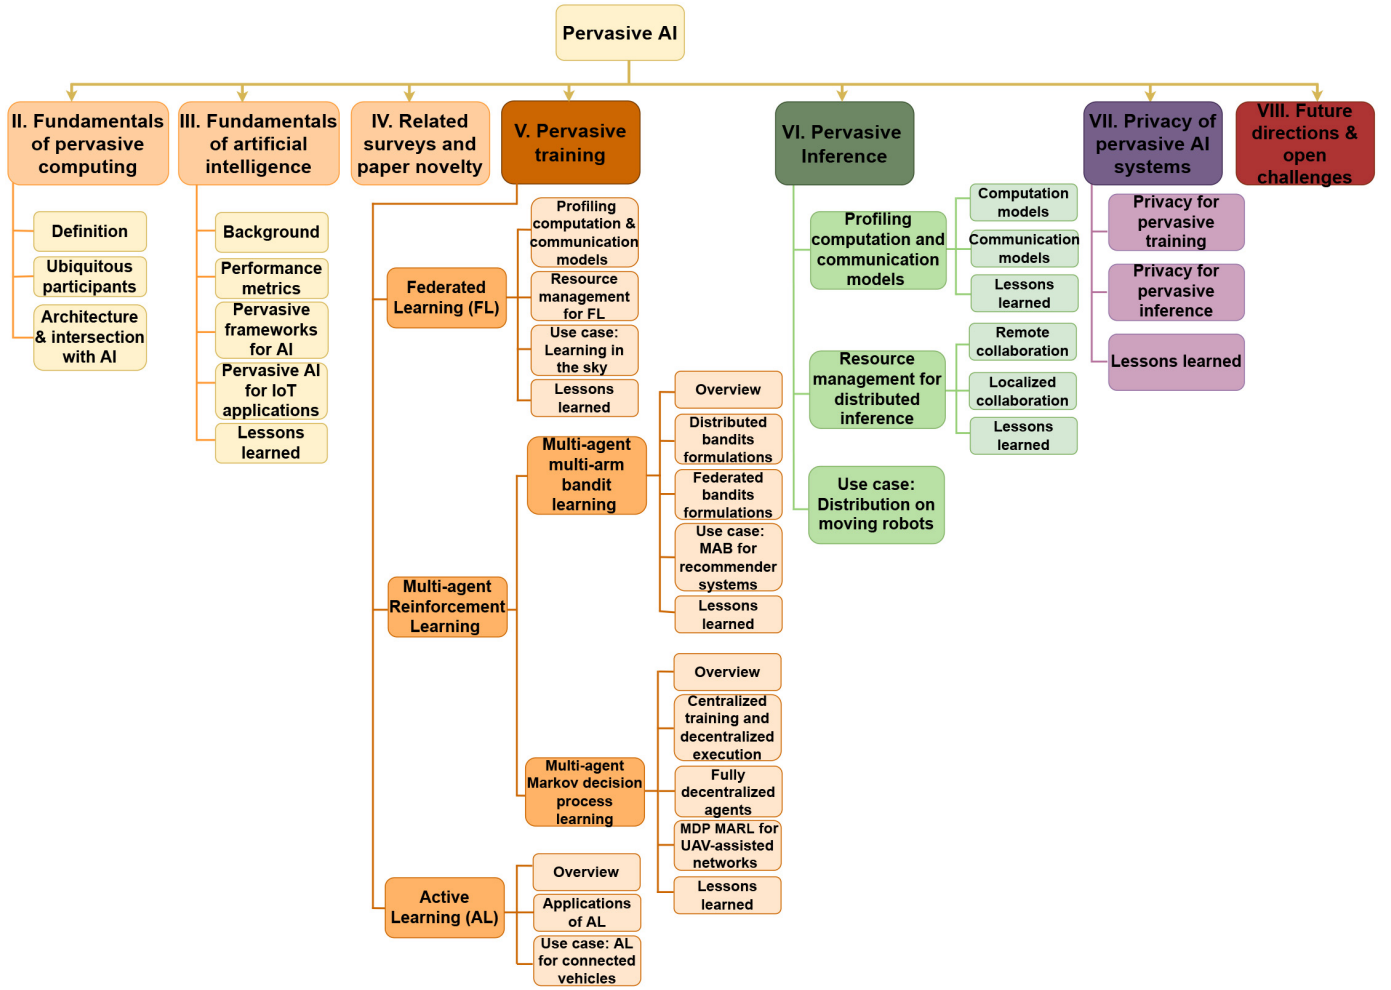 Pervasive AI
II. Fundamentals
of pervasive
computing
III. Fundamentals
of artificial
intelligence
IV. Related
surveys and
paper novelty
V. Pervasive
training
VI. Pervasive
Inference
VII. Privacy of
pervasive AI
systems
VIII. Future
directions &
open
challenges
Definition
Ubiquitous
participants
Architecture
& intersection
with AI
Background
Performance
metrics
Pervasive
frameworks
for AI
Pervasive AI
for IoT
applications
Lessons
learned
Federated
Learning (FL)
Profiling
computation &
communication
models
Resource
management
for FL
Use case:
Learning in
the sky
Lessons
learned
Multi-agent
Reinforcement
Learning
Multi-agent
multi-arm
bandit
learning
Overview
Distributed
bandits
formulations
Federated
bandits
formulations
Use case:
MAB for
recommender
systems
Lessons
learned
Multi-agent
Markov decision
process
learning
Overview
Centralized
training and
decentralized
execution
Fully
decentralized
agents
MDP MARL for
UAV-assisted
networks
Lessons
learned
Active
Learning (AL)
Overview
Applications
of AL
Use case: AL
for connected
vehicles
Profiling
computation and
communication
models
Computation
models
Communication
models
Lessons
learned
Resource
management for
distributed
inference
Remote
collaboration
Localized
collaboration
Lessons
learned
Use case:
Distribution on
moving robots
Privacy for
pervasive
training
Privacy for
pervasive
inference
Lessons learned